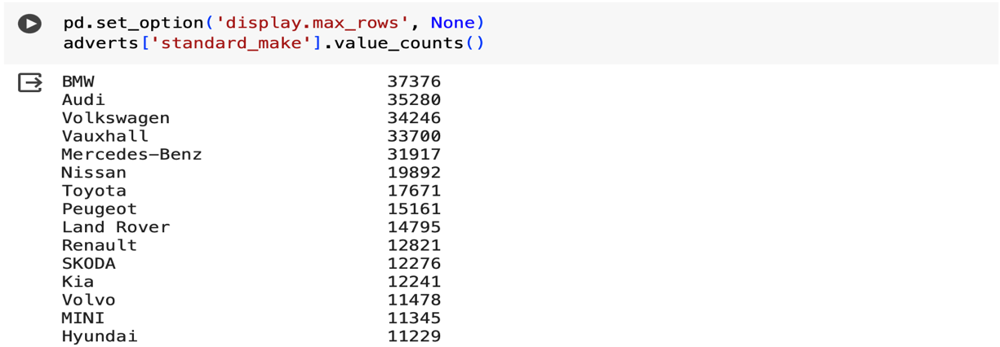 pd.set_option('display.max_rows', None)
adverts['standard_make'].value_counts()
BMW 37376
Audi 35280
Volkswagen 34246
Vauxhall 33700
Mercedes-Benz 31917
Nissan 19892
Toyota 17671
Peugeot 15161
Land Rover 14795
Renault 12821
SKODA 12276
Kia 12241
Volvo 11478
MINI 11345
Hyundai 11229